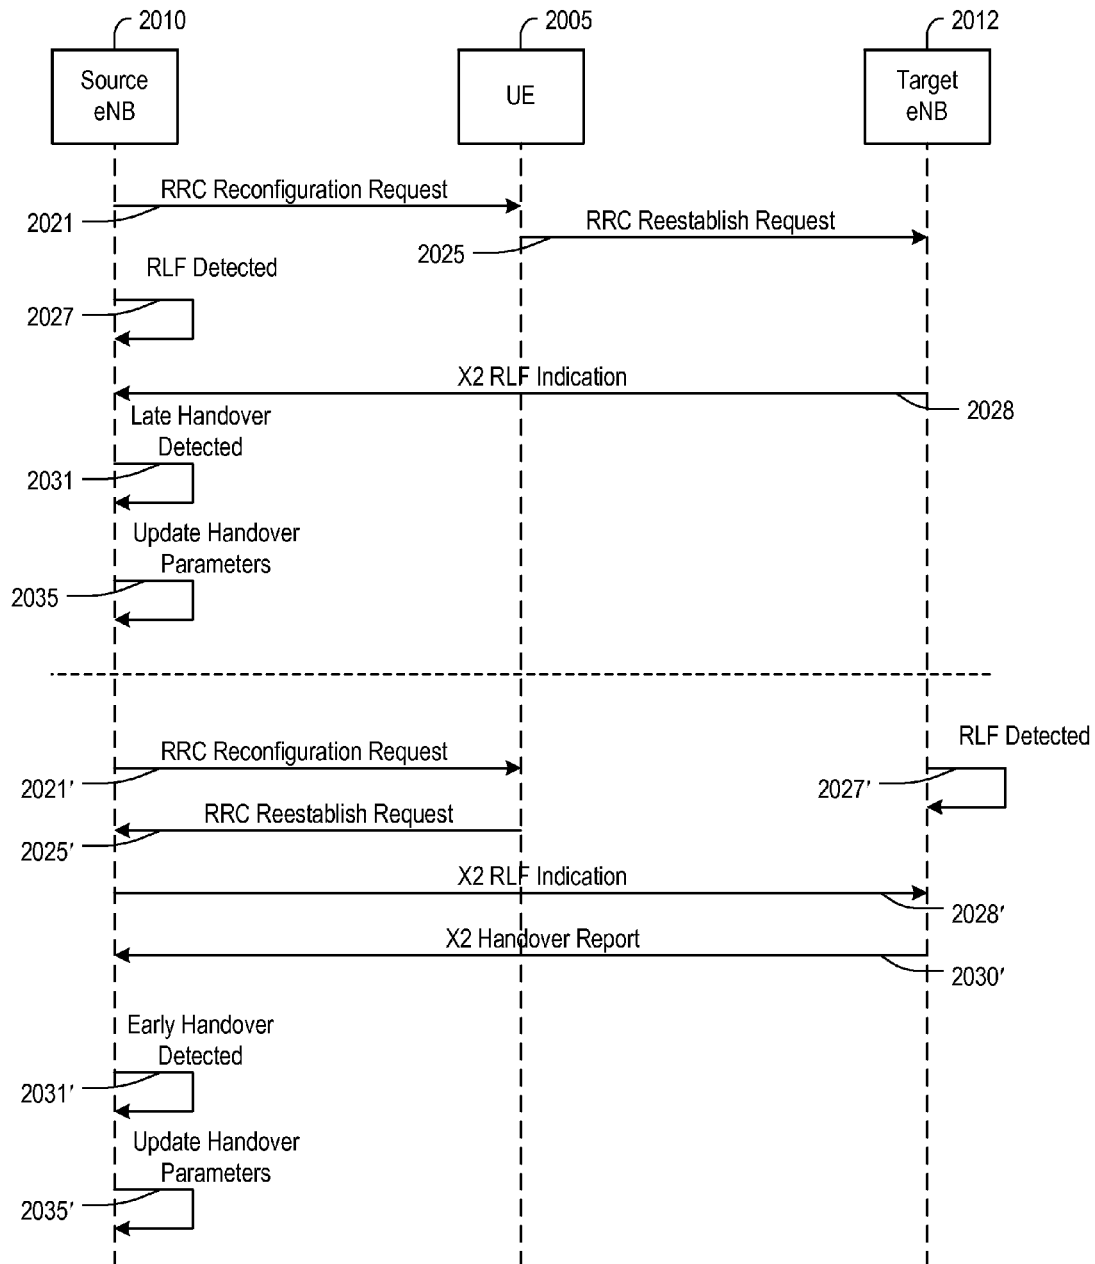 2010
2005
2012
Source
eNB
UE
Target
eNB
RRC Reconfiguration Request
2021
RRC Reestablish Request
2025
RLF Detected
2027
X2 RLF Indication
2028
Late Handover
Detected
2031
Update Handover
Parameters
2035
RLF Detected
RRC Reconfiguration Request
2021′
2027′
RRC Reestablish Request
2025′
X2 RLF Indication
2028′
X2 Handover Report
2030′
Early Handover
Detected
2031′
Update Handover
Parameters
2035′